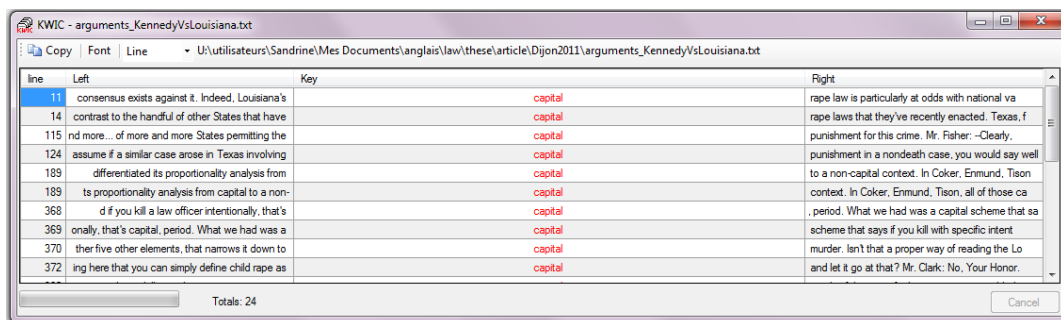 KWIC - arguments_KennedyVsLouisiana.txt
Copy Font Line U:\utilisateurs\Sandrine\Mes Documents\anglais\law\these\article\Dijon2011\arguments_KennedyVsLouisiana.txt
line Left Key Right
11 consensus exists against it. Indeed, Louisiana's capital rape law is particularly at odds with national va
14 contrast to the handful of other States that have capital rape laws that they've recently enacted. Texas, f
115 nd more... of more and more States permitting the capital punishment for this crime. Mr. Fisher: --Clearly,
124 assume if a similar case arose in Texas involving capital punishment in a nondeath case, you would say well
189 differentiated its proportionality analysis from capital to a non-capital context. In Coker, Enmund, Tison
189 ts proportionality analysis from capital to a non- capital context. In Coker, Enmund, Tison, all of those ca
368 d if you kill a law officer intentionally, that's capital , period. What we had was a capital scheme that sa
369 onally, that's capital, period. What we had was a capital scheme that says if you kill with specific intent
370 ther five other elements, that narrows it down to capital murder. Isn't that a proper way of reading the Lo
372 ing here that you can simply define child rape as capital and let it go at that? Mr. Clark: No, Your Honor.
Totals: 24 Cancel